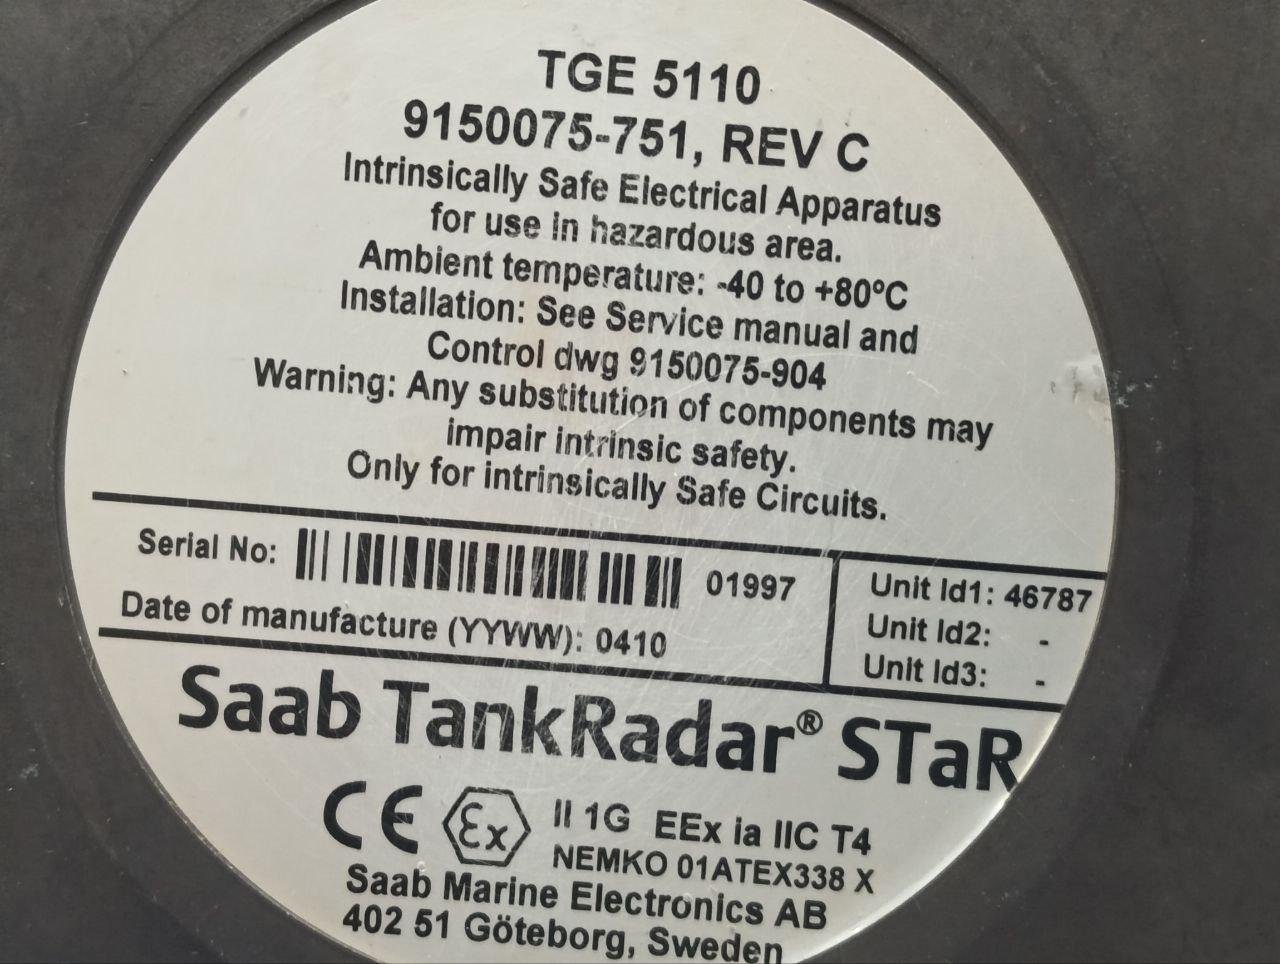 TGE 5110
9150075-751, REV C
Intrinsically Safe Electrical Apparatus
for use in hazardous area.
Ambient temperature: -40 to +80°C
Installation: See Service manual and
Control dwg 9150075-904
Warning: Any substitution of components may
impair intrinsic safety.
Only for intrinsically Safe Circuits.
Serial No: 01997
Date of manufacture (YYWW): 0410
Unit Id1: 46787
Unit Id2: -
Unit Id3: -
Saab TankRadar® STaR
CE Ex II 1G EEx ia IIC T4
NEMKO 01ATEX338 X
Saab Marine Electronics AB
402 51 Göteborg, Sweden